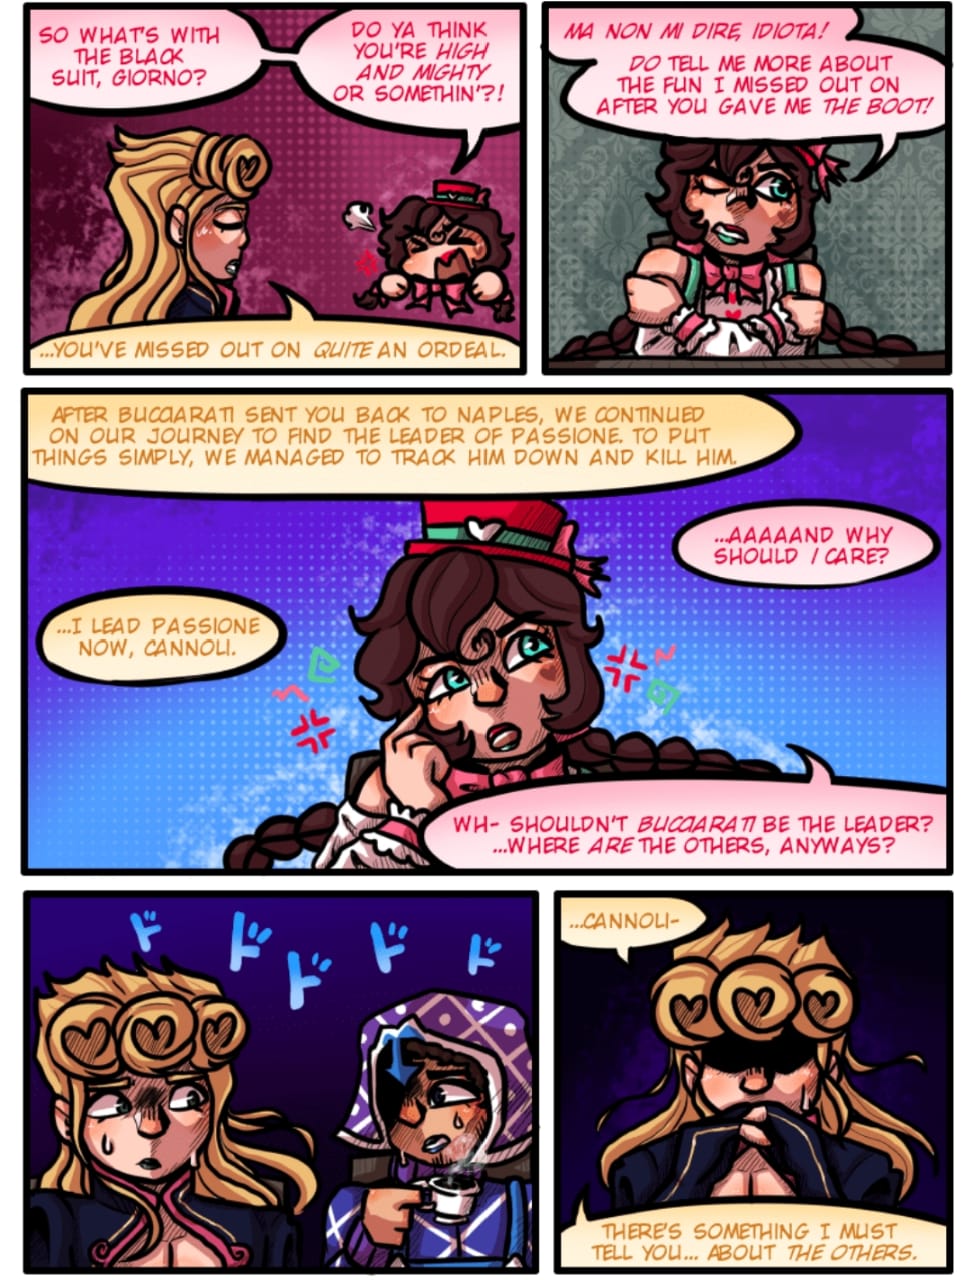 SO WHAT'S WITH
THE BLACK
SUIT, GIORNO?
DO YA THINK
YOU'RE HIGH
AND MIGHTY
OR SOMETHIN'?!
...YOU'VE MISSED OUT ON QUITE AN ORDEAL.
MA NON MI DIRE, IDIOTA!
DO TELL ME MORE ABOUT
THE FUN I MISSED OUT ON
AFTER YOU GAVE ME THE BOOT!
AFTER BUCCIARATI SENT YOU BACK TO NAPLES, WE CONTINUED
ON OUR JOURNEY TO FIND THE LEADER OF PASSIONE. TO PUT
THINGS SIMPLY, WE MANAGED TO TRACK HIM DOWN AND KILL HIM.
...AAAAAND WHY
SHOULD I CARE?
...I LEAD PASSIONE
NOW, CANNOLI.
WH- SHOULDN'T BUCCIARATI BE THE LEADER?
...WHERE ARE THE OTHERS, ANYWAYS?
ド ド ド ド ド
...CANNOLI-
THERE'S SOMETHING I MUST
TELL YOU... ABOUT THE OTHERS.